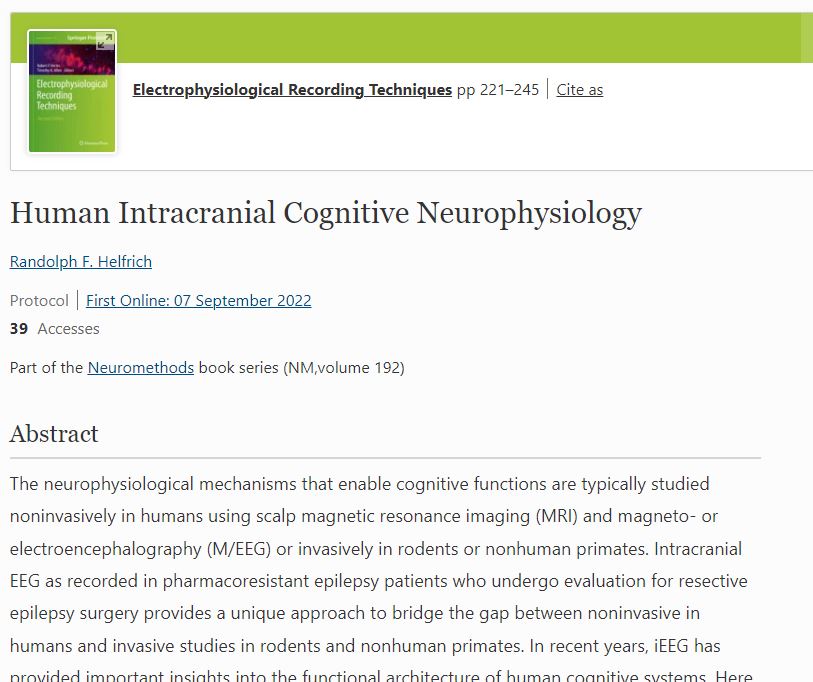 Springer Protocols
Electrophysiological
Recording
Techniques
Electrophysiological Recording Techniques pp 221–245 | Cite as
Human Intracranial Cognitive Neurophysiology
Randolph F. Helfrich
Protocol | First Online: 07 September 2022
39 Accesses
Part of the Neuromethods book series (NM,volume 192)
Abstract
The neurophysiological mechanisms that enable cognitive functions are typically studied
noninvasively in humans using scalp magnetic resonance imaging (MRI) and magneto- or
electroencephalography (M/EEG) or invasively in rodents or nonhuman primates. Intracranial
EEG as recorded in pharmacoresistant epilepsy patients who undergo evaluation for resective
epilepsy surgery provides a unique approach to bridge the gap between noninvasive in
humans and invasive studies in rodents and nonhuman primates. In recent years, iEEG has
provided important insights into the functional architecture of human cognitive systems. Here